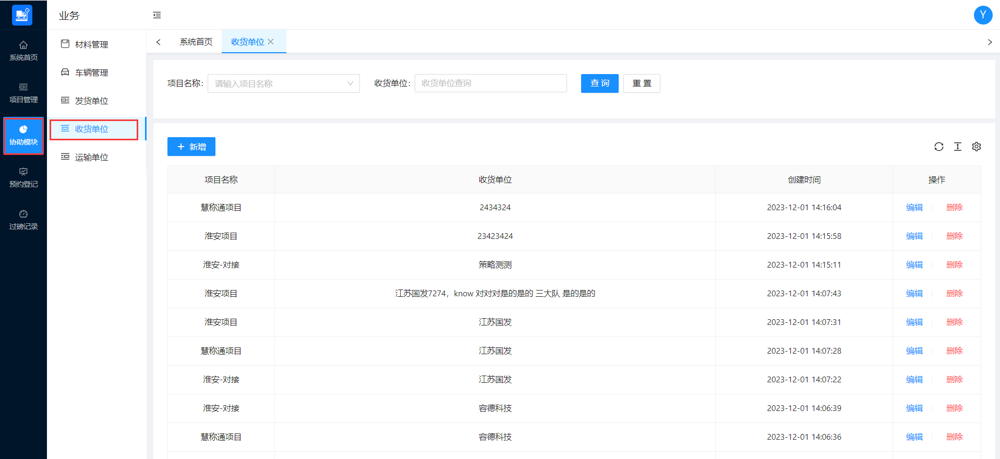 业务
Y
系统首页
项目管理
协助模块
预约登记
过磅记录
材料管理
车辆管理
发货单位
收货单位
运输单位
系统首页 收货单位
项目名称: 请输入项目名称 收货单位: 收货单位查询 查 询 重 置
新增
项目名称 收货单位 创建时间 操作
慧称通项目 2434324 2023-12-01 14:16:04 编辑 删除
淮安项目 23423424 2023-12-01 14:15:58 编辑 删除
淮安-对接 策略测测 2023-12-01 14:15:11 编辑 删除
淮安项目 江苏国发7274，know 对对对是的是的 三大队 是的是的 2023-12-01 14:07:43 编辑 删除
淮安项目 江苏国发 2023-12-01 14:07:31 编辑 删除
慧称通项目 江苏国发 2023-12-01 14:07:28 编辑 删除
淮安-对接 江苏国发 2023-12-01 14:07:22 编辑 删除
淮安-对接 容德科技 2023-12-01 14:06:39 编辑 删除
慧称通项目 容德科技 2023-12-01 14:06:36 编辑 删除